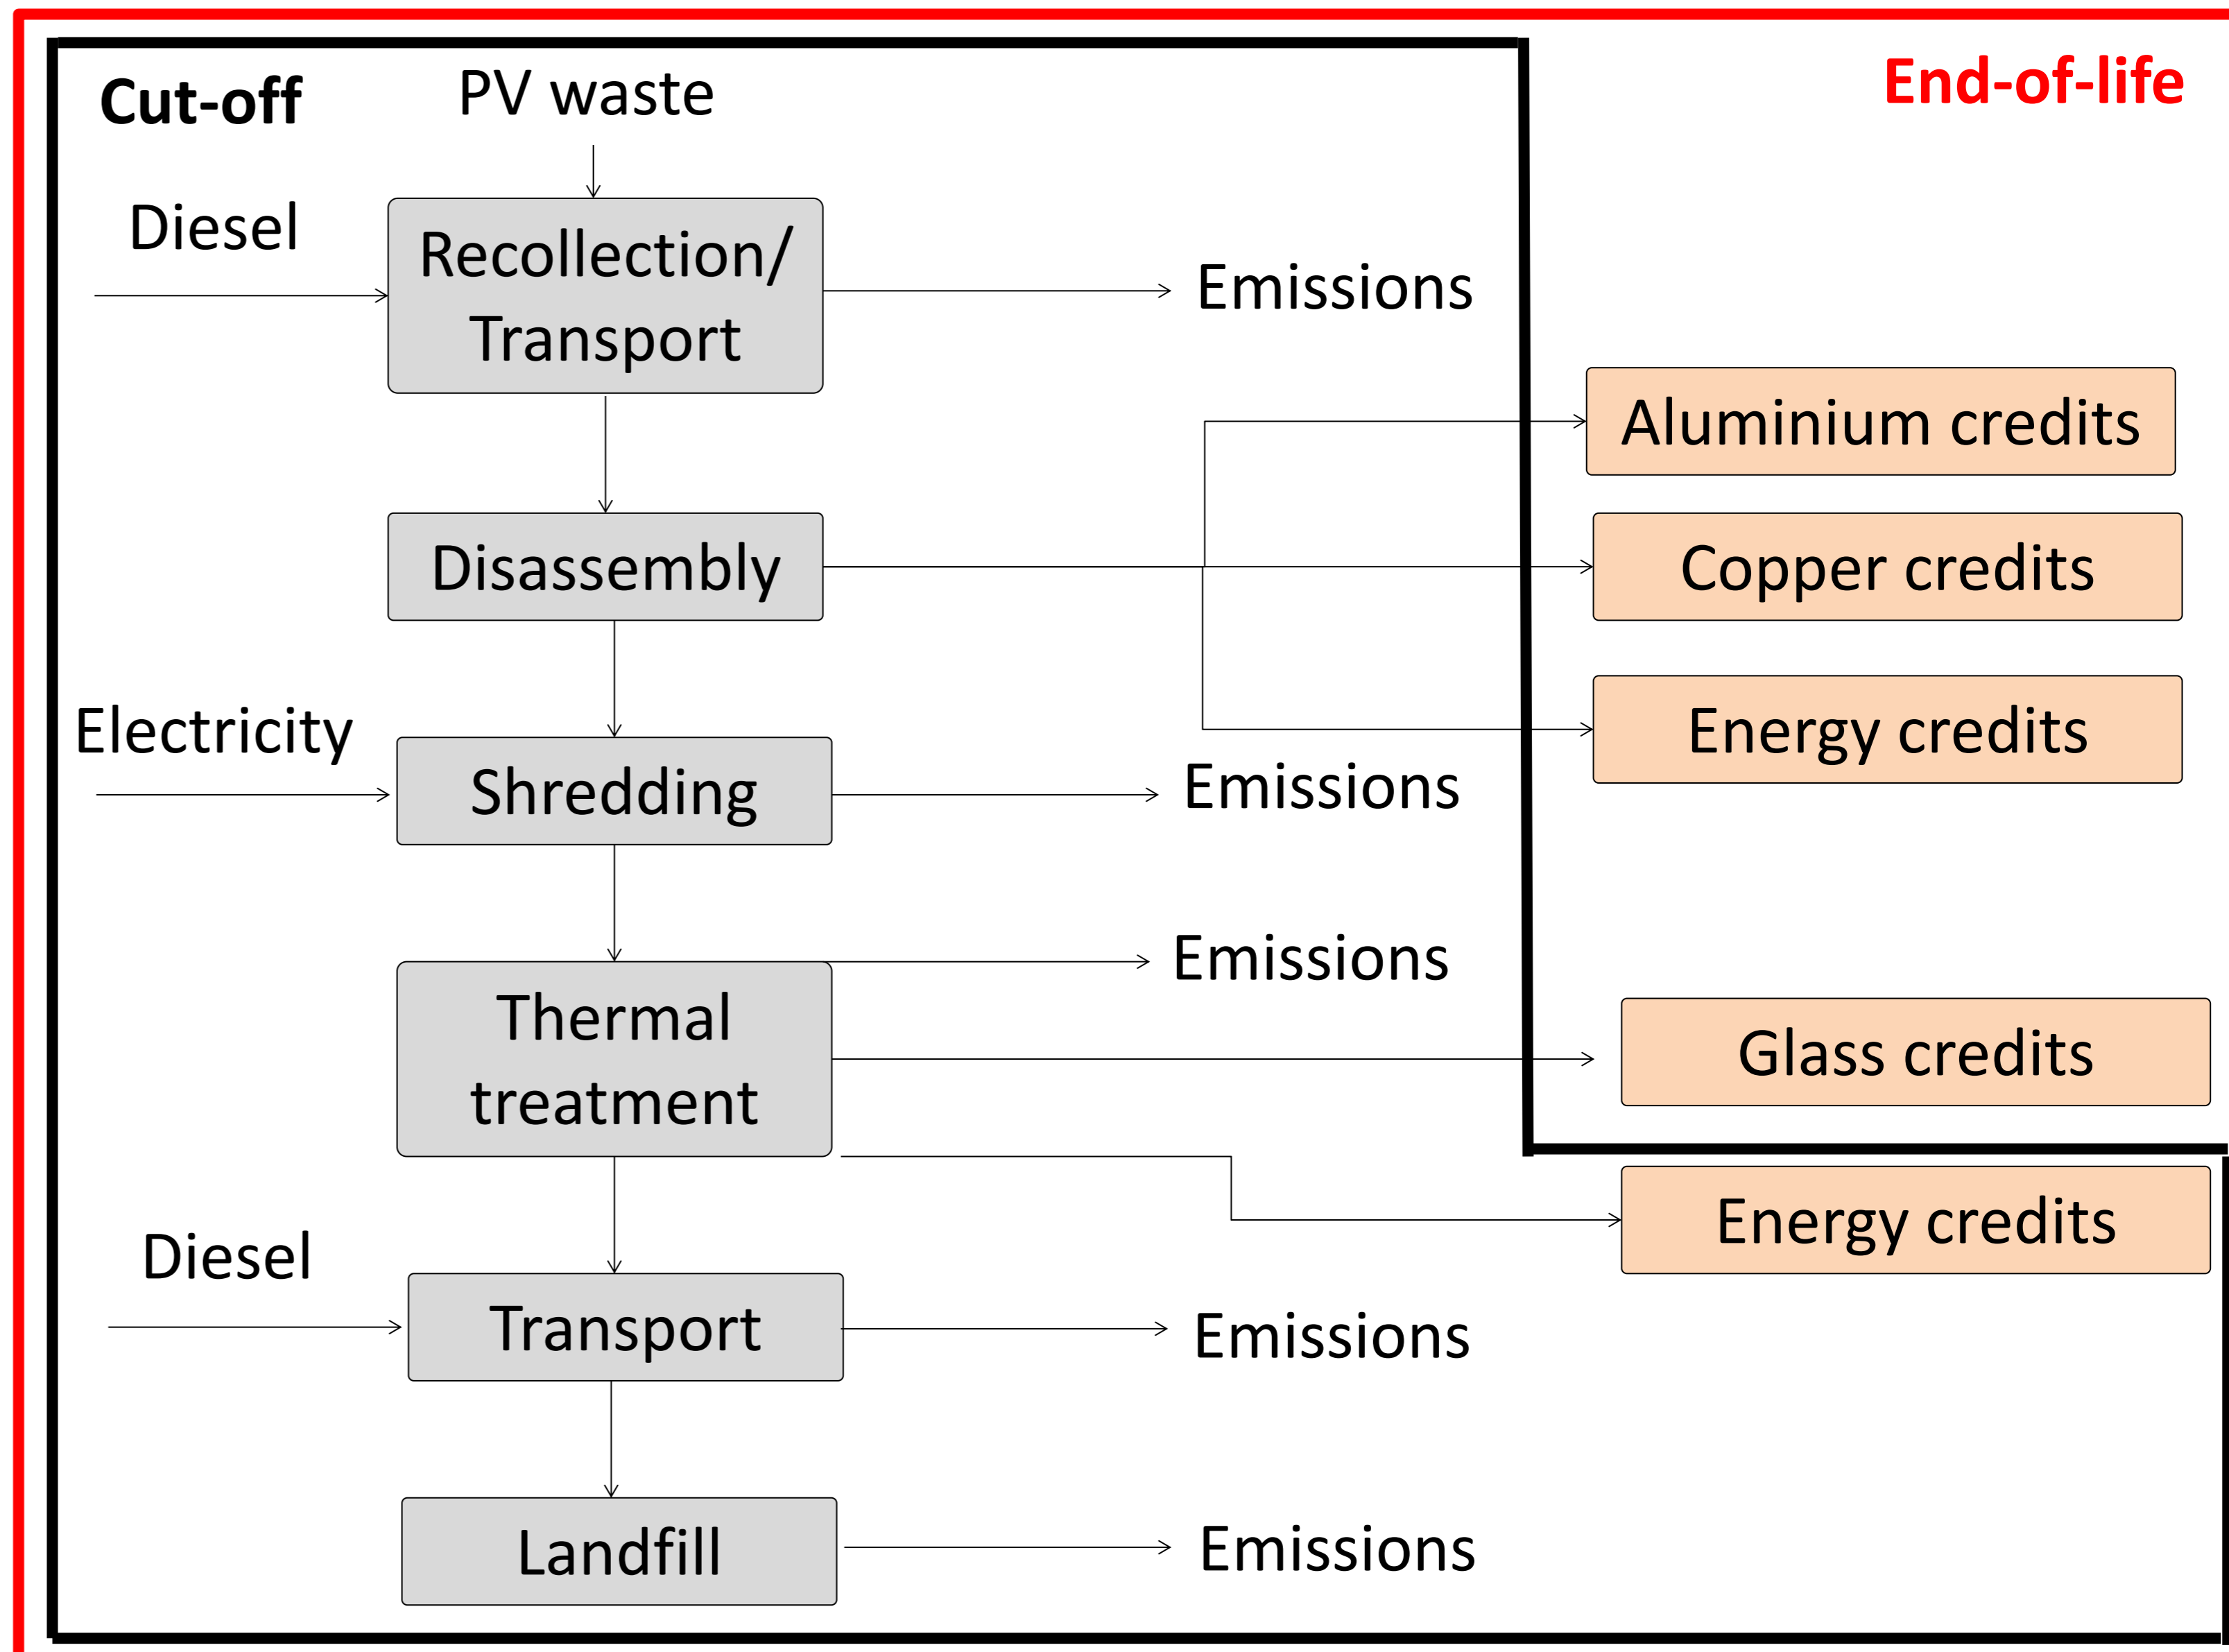 Cut-off
PV waste
End-of-life
Diesel
Recollection/
Transport
Emissions
Aluminium credits
Disassembly
Copper credits
Energy credits
Electricity
Shredding
Emissions
Emissions
Thermal
treatment
Glass credits
Energy credits
Diesel
Transport
Emissions
Landfill
Emissions